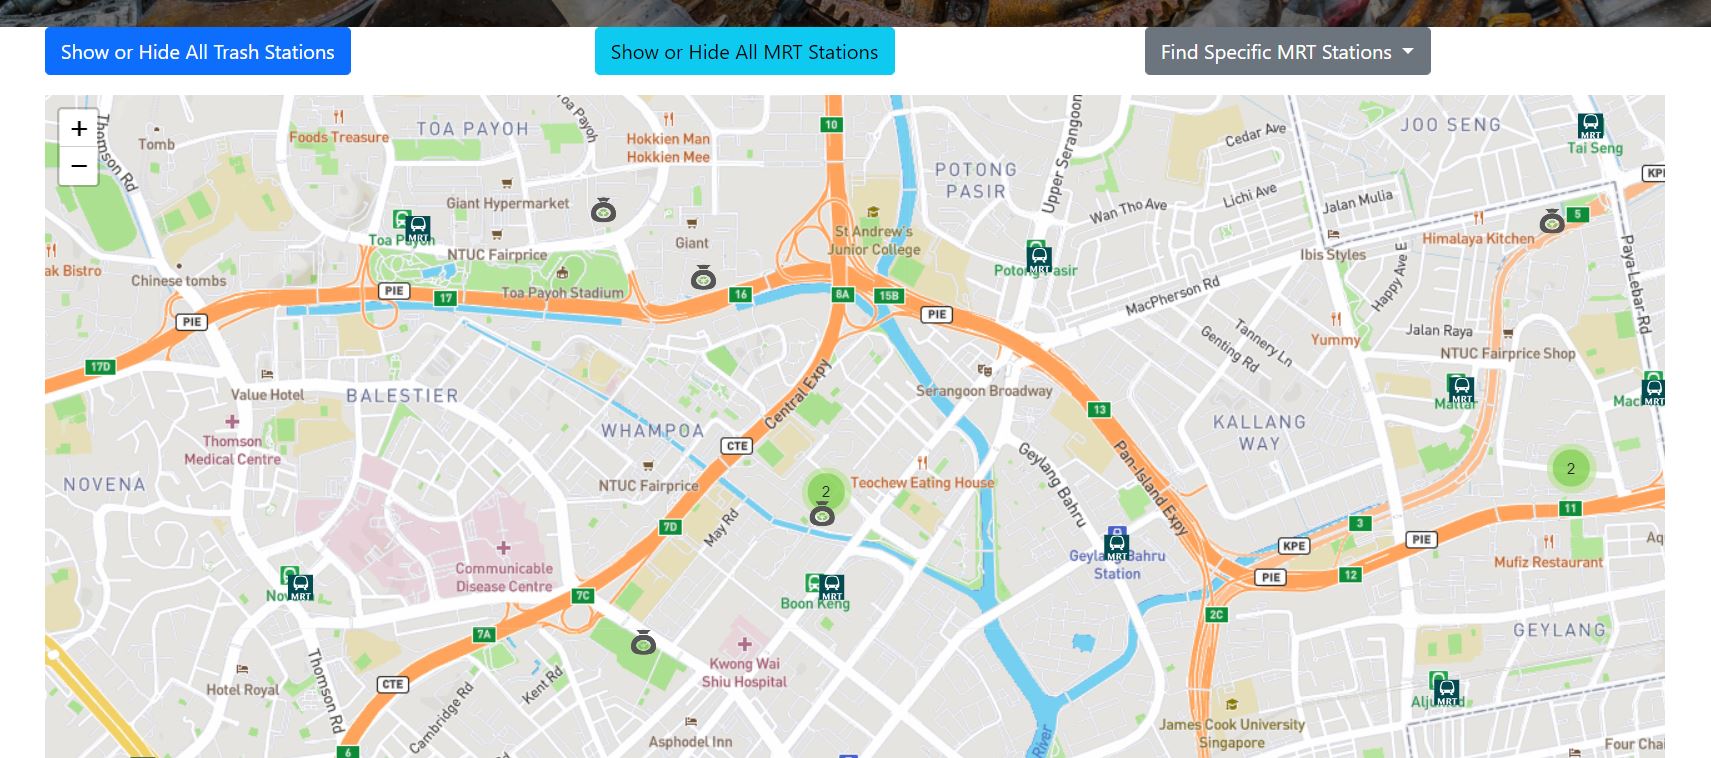 Show or Hide All Trash Stations
Show or Hide All MRT Stations
Find Specific MRT Stations
+
−
Thomson Rd
Tomb
Foods Treasure
TOA PAYOH
Toa Payoh
Hokkien Man
Hokkien Mee
10
POTONG
PASIR
Upper Serangoon
Cedar Ave
JOO SENG
MRT
Tai Seng
KPE
Giant Hypermarket
Lichi Ave
Wan Tho Ave
Jalan Mulia
5
MRT
Toa Payoh
NTUC Fairprice
Giant
St Andrew's
Junior College
Himalaya Kitchen
Ibis Styles
Happy Ave E
Paya Lebar Rd
ak Bistro
Chinese tombs
Toa Payoh Stadium
Potong Pasir
MRT
MacPherson Rd
PIE
17
16
8A
15B
PIE
PIE
Tannery Ln
Genting Rd
Yummy
Jalan Raya
NTUC Fairprice Shop
17D
Value Hotel
BALESTIER
Central Expy
Serangoon Broadway
MRT
Mattar
MRT
13
Thomson
Medical Centre
WHAMPOA
CTE
KALLANG
WAY
Geylang Bahru
Pan-Island Expy
NOVENA
NTUC Fairprice
2
Teochew Eating House
2
11
May Rd
7D
3
KPE
PIE
Communicable
Disease Centre
MRT
Geylang Bahru
Station
Mufiz Restaurant
PIE
12
MRT
7C
MRT
Boon Keng
2C
7A
Kwong Wai
Shiu Hospital
GEYLANG
Thomson Rd
Hotel Royal
CTE
Kent Rd
Cambridge Rd
MRT
James Cook University
Singapore
Asphodel Inn
River
Four Chai
6